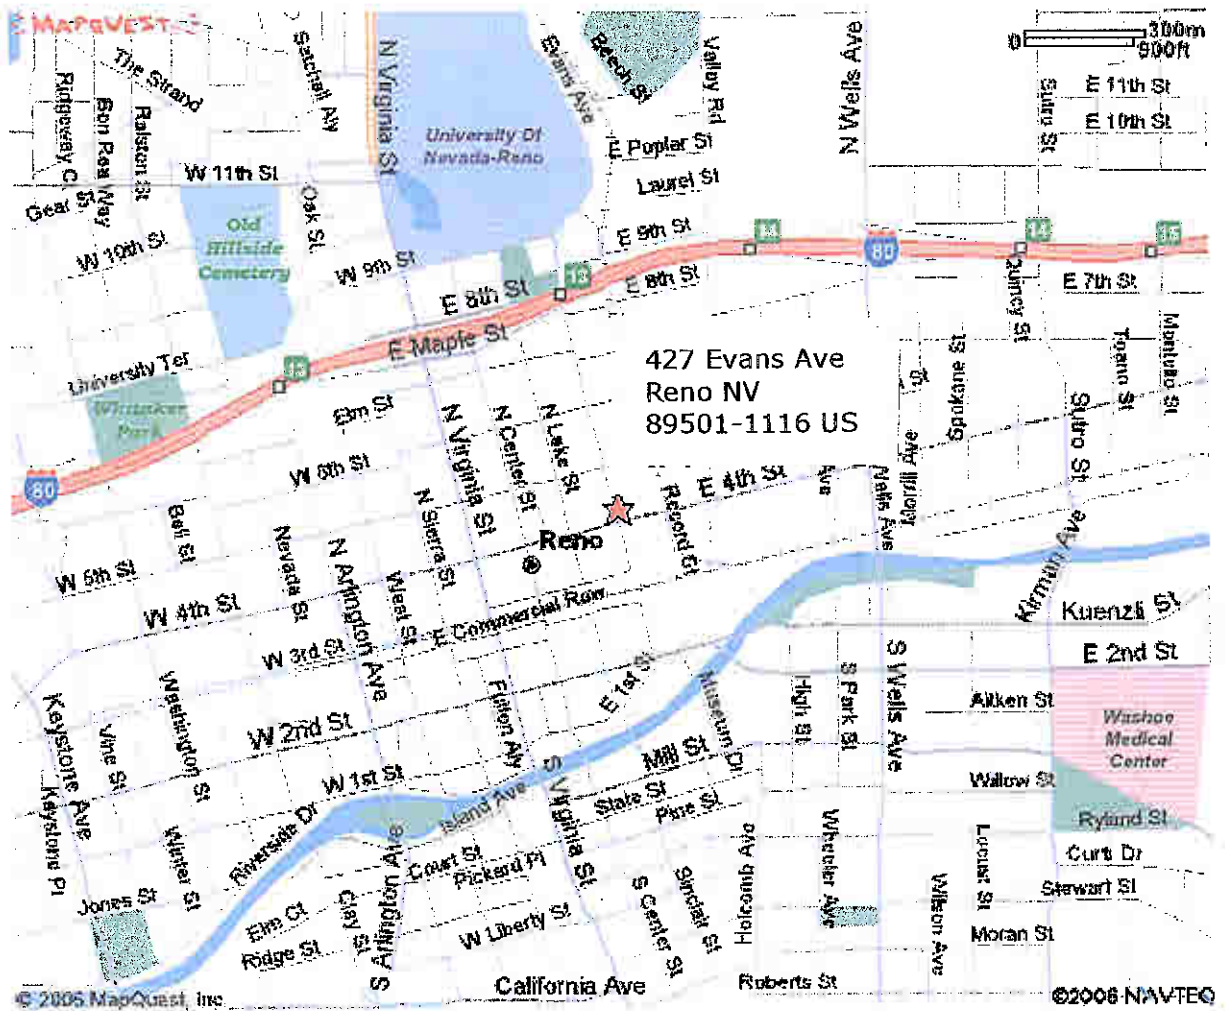 MAPQUEST
300m
0
900ft
The Strand
Satchall Aly
N Virginia St
Evans Ave
Beech St
Valley Rd
N Wells Ave
Sutro St
E 11th St
E 10th St
Ridgeway Ct
Bon Rea Way
Ralston St
University Of
Nevada-Reno
E Poplar St
Laurel St
W 11th St
Gear St
Oak St
Old
Hillside
Cemetery
W 10th St
W 9th St
E 9th St
E 8th St
E 8th St
13
14
80
14
15
Quincy St
E 7th St
E Maple St
University Ter
13
Whitaker
Park
Elm St
N Virginia St
N Center St
N Lake St
427 Evans Ave
Reno NV
89501-1116 US
Spokane St
Toano St
Montello St
Sutro St
Morrill Ave
80
W 6th St
E 4th St
Ave
Wells Ave
Record St
Bell St
Nevada St
N Arlington Ave
N Sierra St
West St
Reno
W 5th St
W 4th St
E Commercial Row
W 3rd St
Kirman Ave
Kuenzli St
E 2nd St
Keystone Ave
Washington St
Vine St
W 2nd St
Fulton Aly
E 1st St
Museum Dr
High St
S Park St
S Wells Ave
Aitken St
Washoe
Medical
Center
W 1st St
Mill St
Willow St
Keystone Pl
Winter St
Riverside Dr
Island Ave
S Virginia St
State St
Pine St
Ryland St
Court St
Pickard Pl
Holcomb Ave
Wheeler Ave
Locust St
Curti Dr
Stewart St
Jones St
Elm Ct
Clay St
S Arlington Ave
W Liberty St
S Center St
Sinclair St
Wilson Ave
Moran St
Ridge St
California Ave
Roberts St
© 2006 MapQuest, Inc.
©2006 NAVTEQ